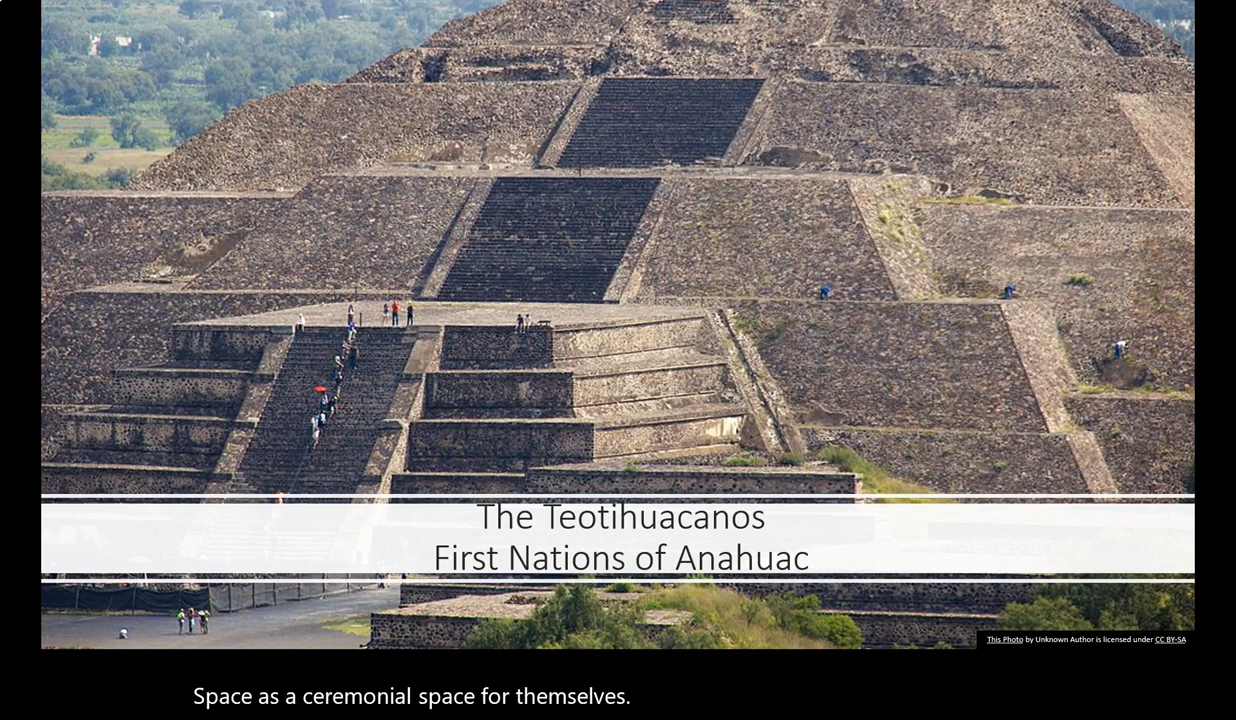 The Teotihuacanos
First Nations of Anahuac
This Photo by Unknown Author is licensed under CC BY-SA
Space as a ceremonial space for themselves.